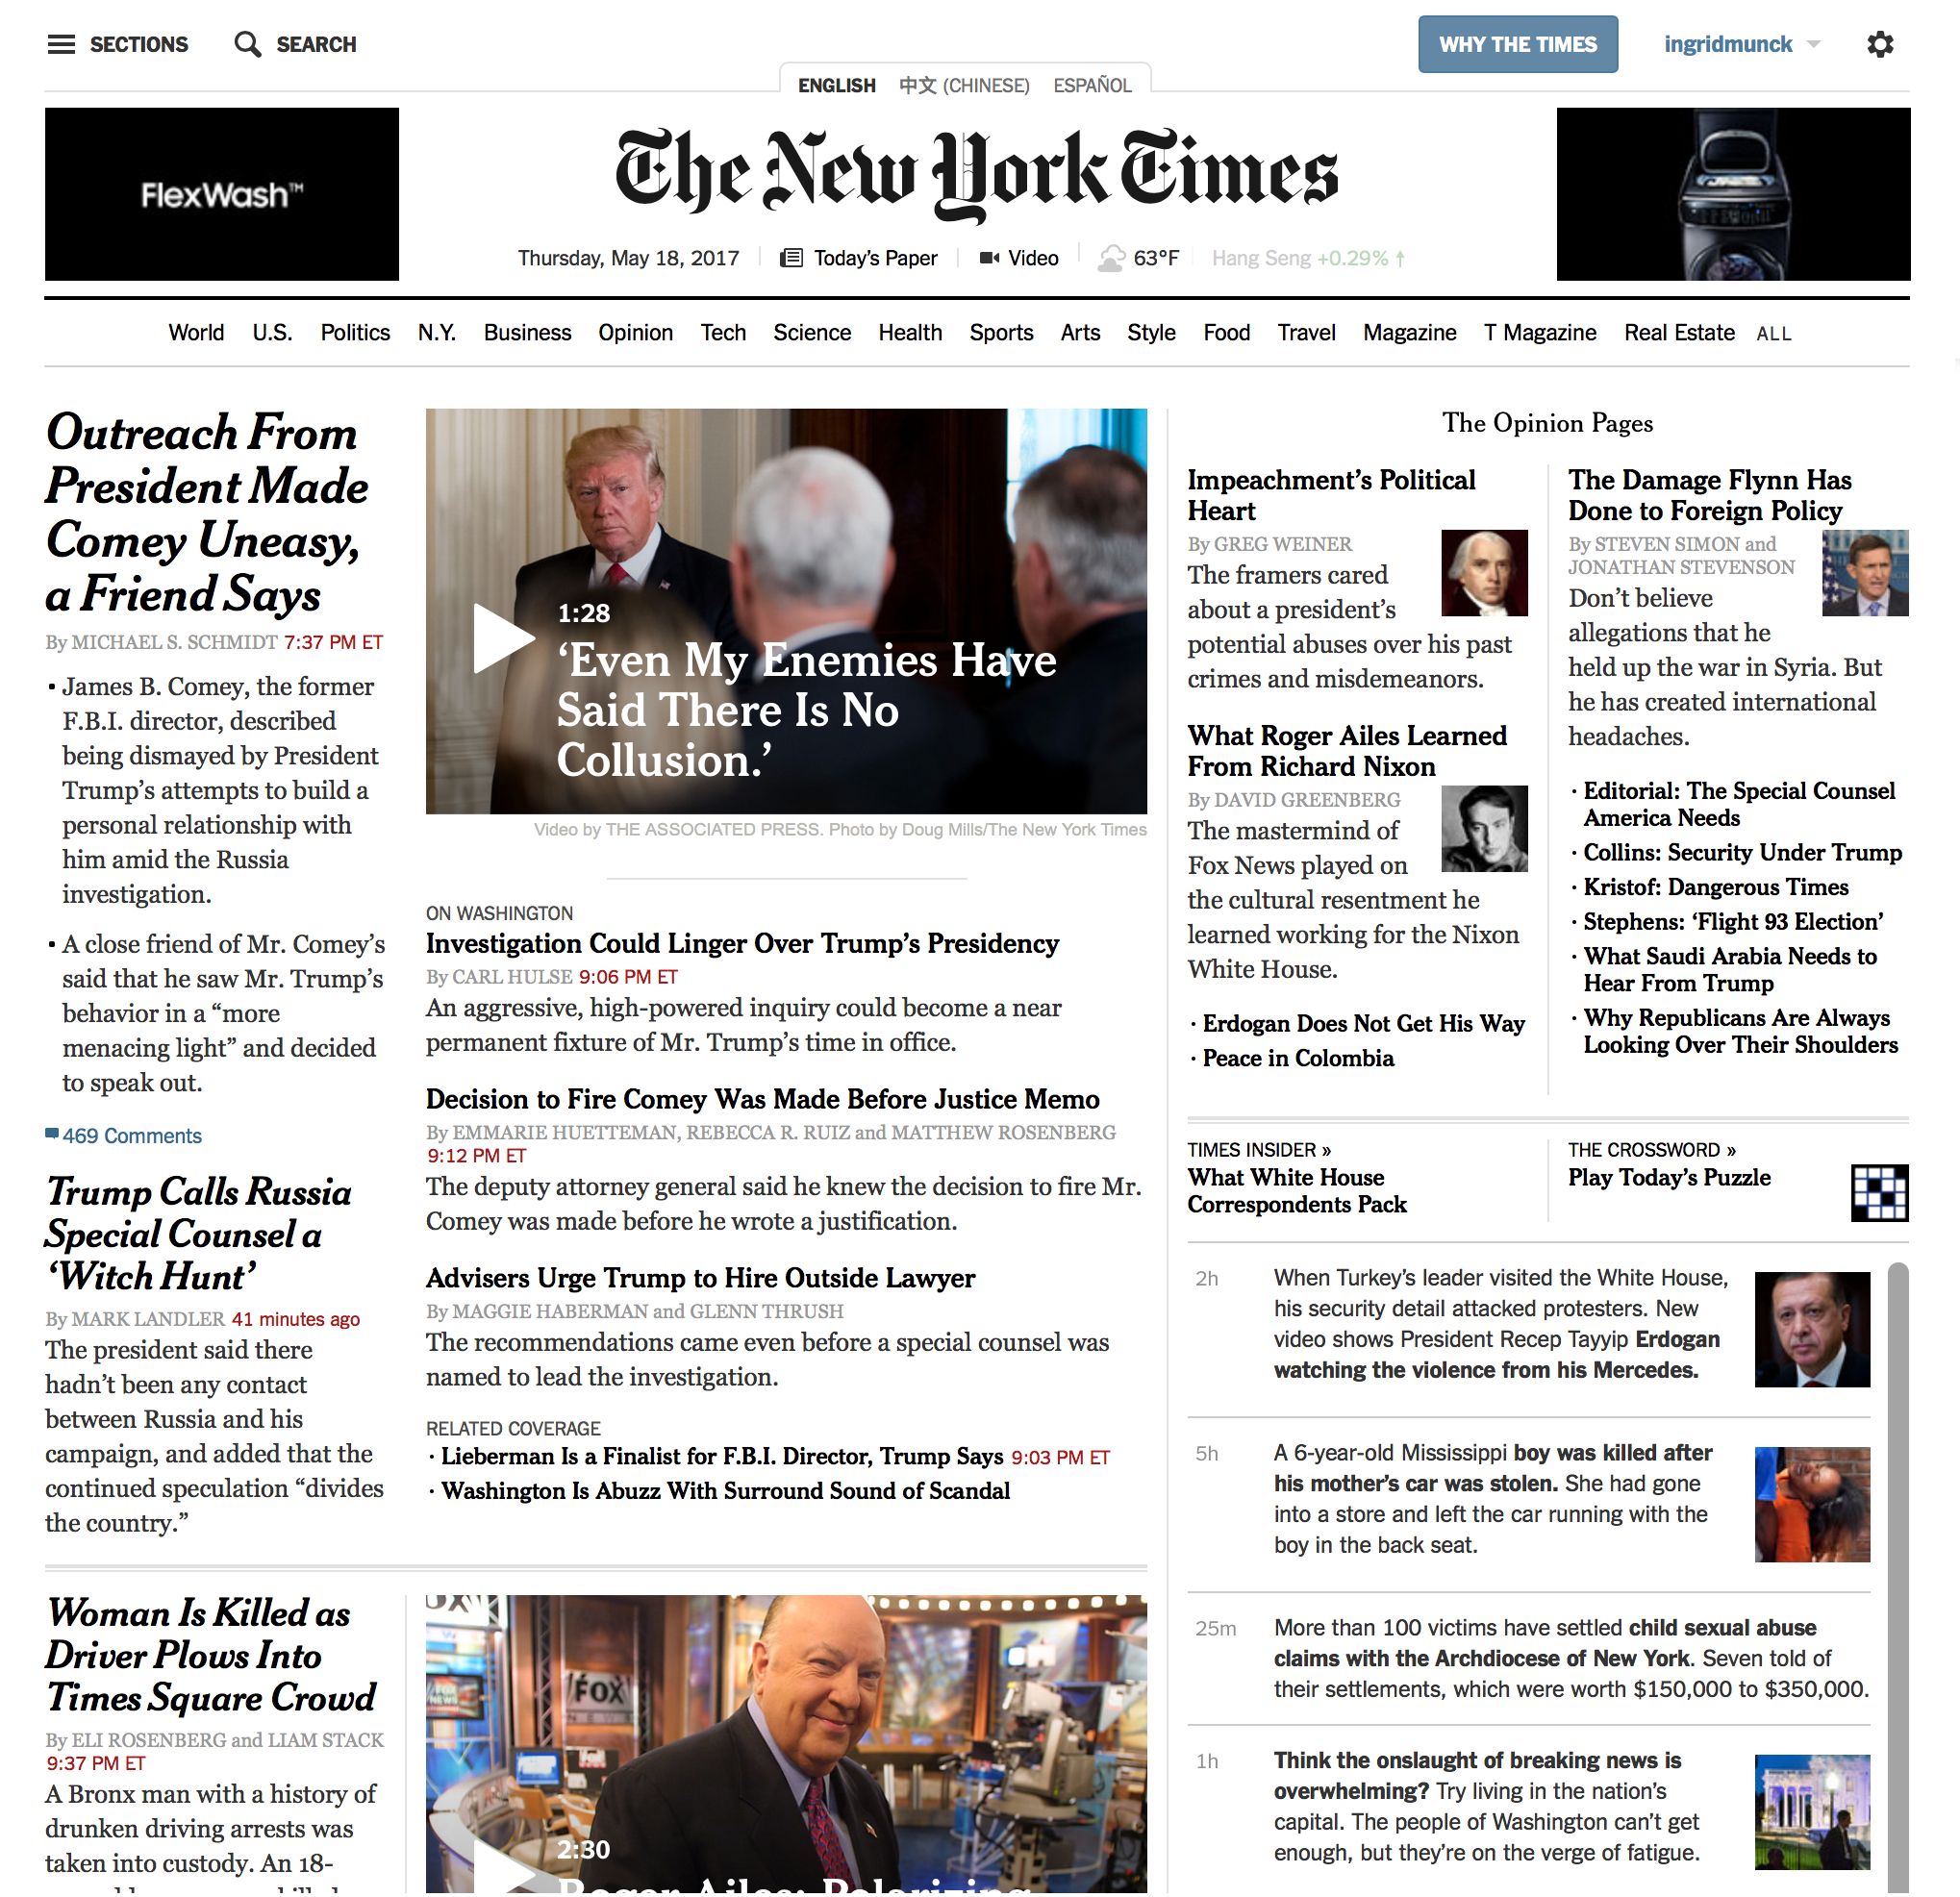 SECTIONS
SEARCH
WHY THE TIMES
ingridmunck
ENGLISH 中文 (CHINESE) ESPAÑOL
FlexWash™
The New York Times
Thursday, May 18, 2017
Today's Paper
Video
63°F
Hang Seng +0.29% ↑
World U.S. Politics N.Y. Business Opinion Tech Science Health Sports Arts Style Food Travel Magazine T Magazine Real Estate ALL
Outreach From
President Made
Comey Uneasy,
a Friend Says
By MICHAEL S. SCHMIDT 7:37 PM ET
• James B. Comey, the former
F.B.I. director, described
being dismayed by President
Trump’s attempts to build a
personal relationship with
him amid the Russia
investigation.
• A close friend of Mr. Comey’s
said that he saw Mr. Trump’s
behavior in a “more
menacing light” and decided
to speak out.
469 Comments
Trump Calls Russia
Special Counsel a
‘Witch Hunt’
By MARK LANDLER 41 minutes ago
The president said there
hadn’t been any contact
between Russia and his
campaign, and added that the
continued speculation “divides
the country.”
1:28
‘Even My Enemies Have
Said There Is No
Collusion.’
Video by THE ASSOCIATED PRESS. Photo by Doug Mills/The New York Times
ON WASHINGTON
Investigation Could Linger Over Trump’s Presidency
By CARL HULSE 9:06 PM ET
An aggressive, high-powered inquiry could become a near
permanent fixture of Mr. Trump’s time in office.
Decision to Fire Comey Was Made Before Justice Memo
By EMMARIE HUETTEMAN, REBECCA R. RUIZ and MATTHEW ROSENBERG
9:12 PM ET
The deputy attorney general said he knew the decision to fire Mr.
Comey was made before he wrote a justification.
Advisers Urge Trump to Hire Outside Lawyer
By MAGGIE HABERMAN and GLENN THRUSH
The recommendations came even before a special counsel was
named to lead the investigation.
RELATED COVERAGE
· Lieberman Is a Finalist for F.B.I. Director, Trump Says 9:03 PM ET
· Washington Is Abuzz With Surround Sound of Scandal
Woman Is Killed as
Driver Plows Into
Times Square Crowd
By ELI ROSENBERG and LIAM STACK
9:37 PM ET
A Bronx man with a history of
drunken driving arrests was
taken into custody. An 18-
FOX
2:30
Roger Ailes: Polarizing
The Opinion Pages
Impeachment’s Political
Heart
By GREG WEINER
The framers cared
about a president’s
potential abuses over his past
crimes and misdemeanors.
What Roger Ailes Learned
From Richard Nixon
By DAVID GREENBERG
The mastermind of
Fox News played on
the cultural resentment he
learned working for the Nixon
White House.
· Erdogan Does Not Get His Way
· Peace in Colombia
The Damage Flynn Has
Done to Foreign Policy
By STEVEN SIMON and
JONATHAN STEVENSON
Don’t believe
allegations that he
held up the war in Syria. But
he has created international
headaches.
· Editorial: The Special Counsel
America Needs
· Collins: Security Under Trump
· Kristof: Dangerous Times
· Stephens: ‘Flight 93 Election’
· What Saudi Arabia Needs to
Hear From Trump
· Why Republicans Are Always
Looking Over Their Shoulders
TIMES INSIDER »
What White House
Correspondents Pack
THE CROSSWORD »
Play Today’s Puzzle
2h
When Turkey’s leader visited the White House,
his security detail attacked protesters. New
video shows President Recep Tayyip Erdogan
watching the violence from his Mercedes.
5h
A 6-year-old Mississippi boy was killed after
his mother’s car was stolen. She had gone
into a store and left the car running with the
boy in the back seat.
25m
More than 100 victims have settled child sexual abuse
claims with the Archdiocese of New York. Seven told of
their settlements, which were worth $150,000 to $350,000.
1h
Think the onslaught of breaking news is
overwhelming? Try living in the nation’s
capital. The people of Washington can’t get
enough, but they’re on the verge of fatigue.